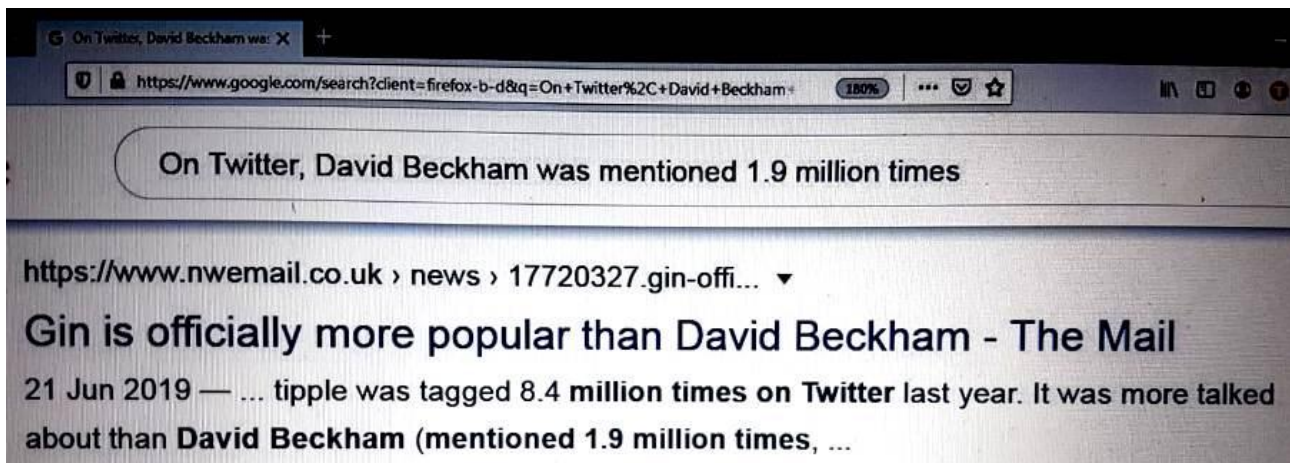 G On Twitter, David Beckham wa: X +
https://www.google.com/search?client=firefox-b-d&q=On+Twitter%2C+David+Beckham+ 180% ...
On Twitter, David Beckham was mentioned 1.9 million times
https://www.nwemail.co.uk › news › 17720327.gin-offi... ▼
Gin is officially more popular than David Beckham - The Mail
21 Jun 2019 — ... tipple was tagged 8.4 million times on Twitter last year. It was more talked
about than David Beckham (mentioned 1.9 million times, ...